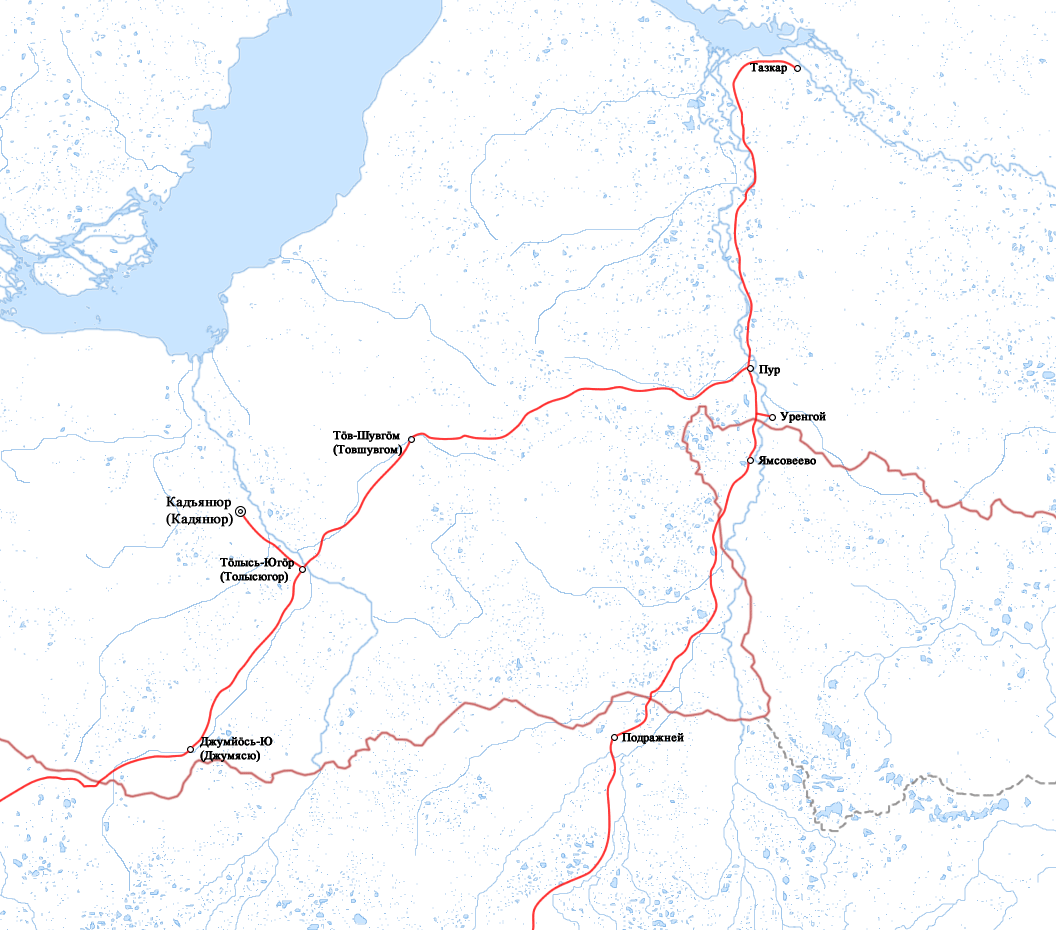 Тазкар
Пур
Уренгой
Тӧв-Шувгӧм
(Товшувгом)
Ямсовеево
Кадъянюр
(Кадянюр)
Тӧлысь-Югӧр
(Толысюгор)
Джумйӧсь-Ю
(Джумясю)
Подражней